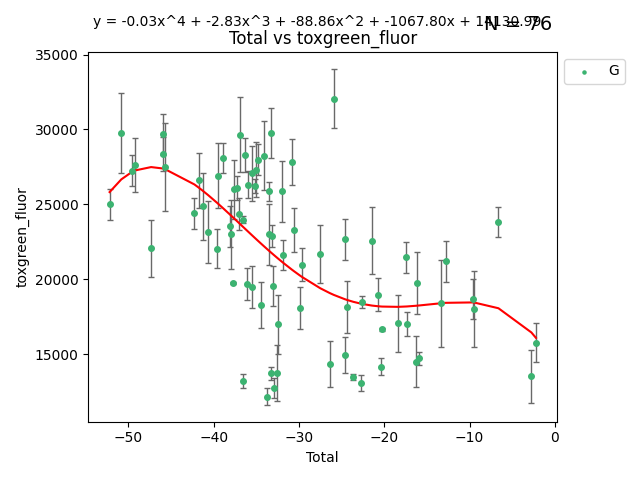 y = -0.03x^4 + -2.83x^3 + -88.86x^2 + -1067.80x + 14130.99
N = 76
Total vs toxgreen_fluor
G
35000
30000
25000
20000
15000
toxgreen_fluor
−50 −40 −30 −20 −10 0
Total